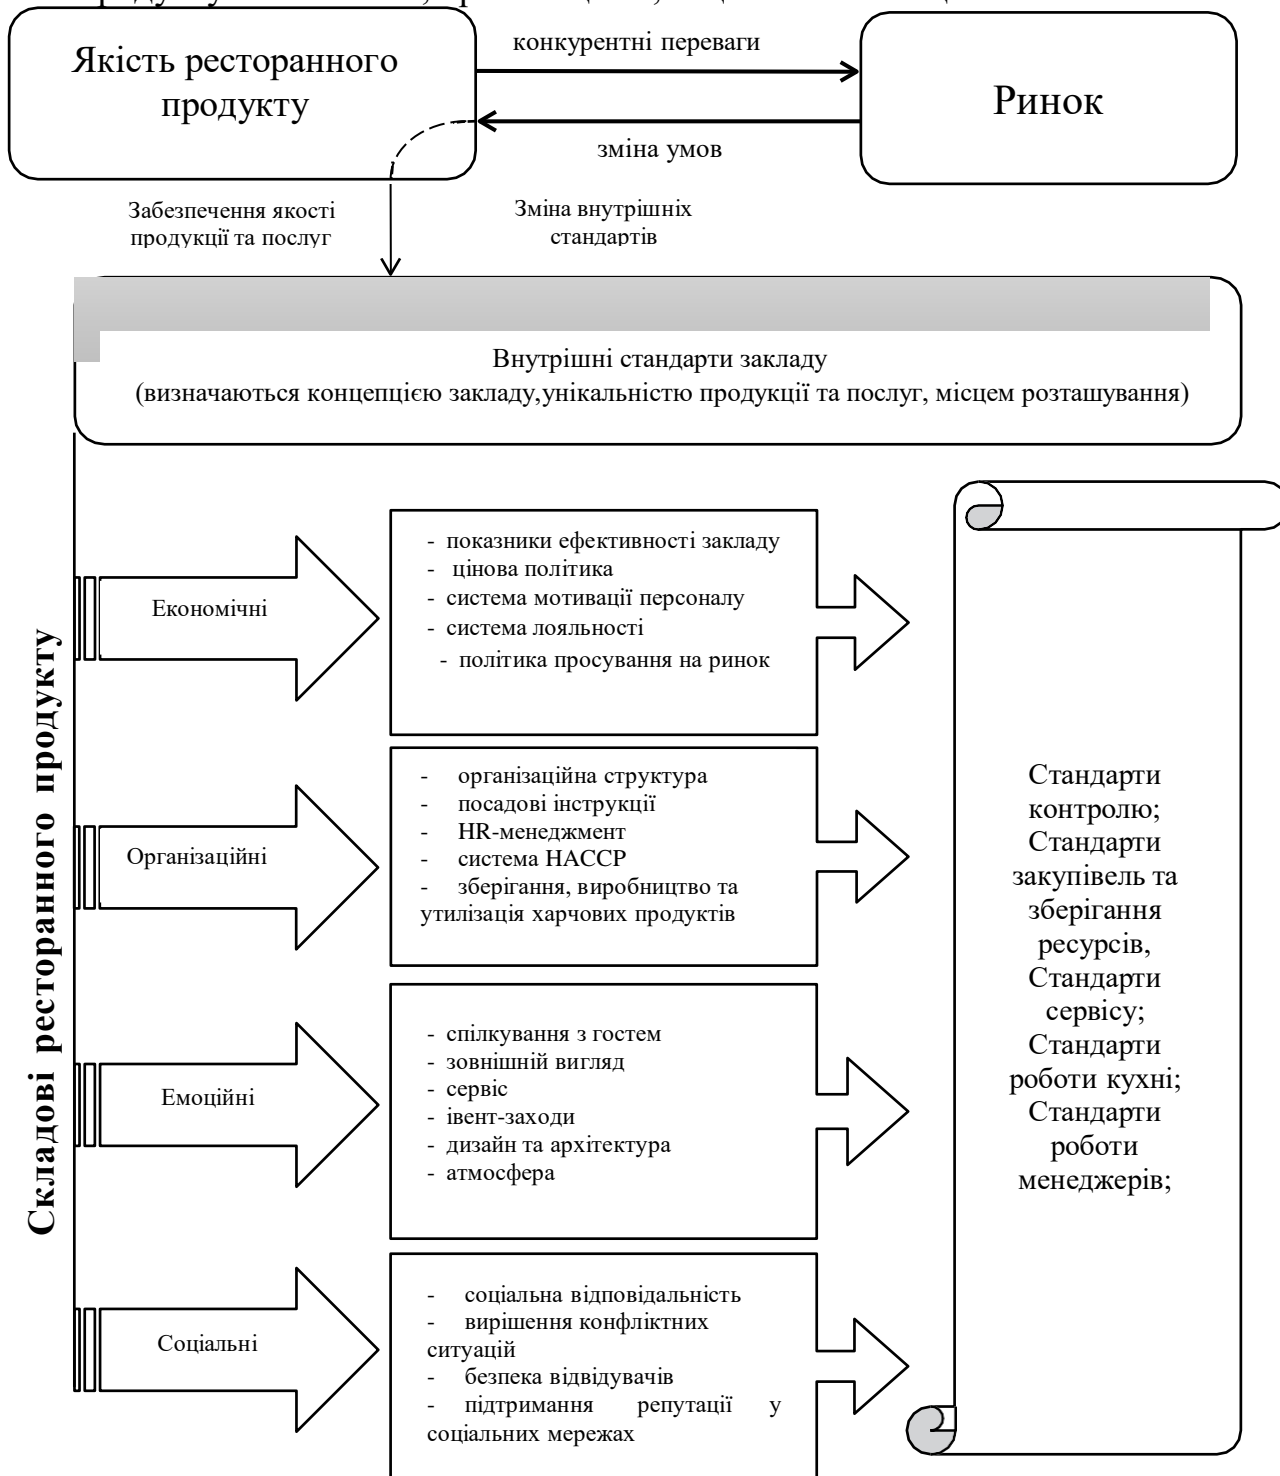 Якість ресторанного
продукту
конкурентні переваги
Ринок
зміна умов
Забезпечення якості
продукції та послуг
Зміна внутрішніх
стандартів
Внутрішні стандарти закладу
(визначаються концепцією закладу,унікальністю продукції та послуг, місцем розташування)
Складові ресторанного продукту
Економічні
- показники ефективності закладу
- цінова політика
- система мотивації персоналу
- система лояльності
- політика просування на ринок
Організаційні
- організаційна структура
- посадові інструкції
- HR-менеджмент
- система НАССР
- зберігання, виробництво та
утилізація харчових продуктів
Емоційні
- спілкування з гостем
- зовнішній вигляд
- сервіс
- івент-заходи
- дизайн та архітектура
- атмосфера
Соціальні
- соціальна відповідальність
- вирішення конфліктних
ситуацій
- безпека відвідувачів
- підтримання репутації у
соціальних мережах
Стандарти
контролю;
Стандарти
закупівель та
зберігання
ресурсів,
Стандарти
сервісу;
Стандарти
роботи кухні;
Стандарти
роботи
менеджерів;